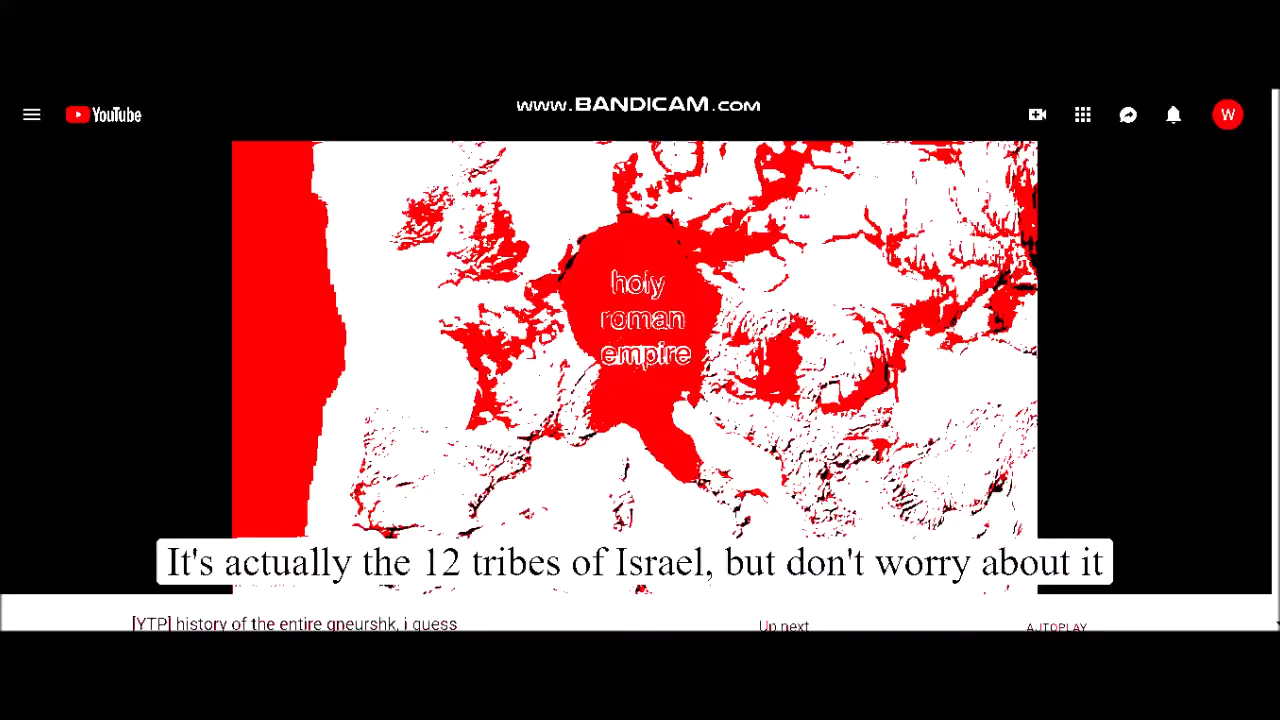 www.BANDICAM.com
YouTube
W
holy
roman
empire
It's actually the 12 tribes of Israel, but don't worry about it
[YTP] history of the entire gneurshk, i guess
Up next
AUTOPLAY